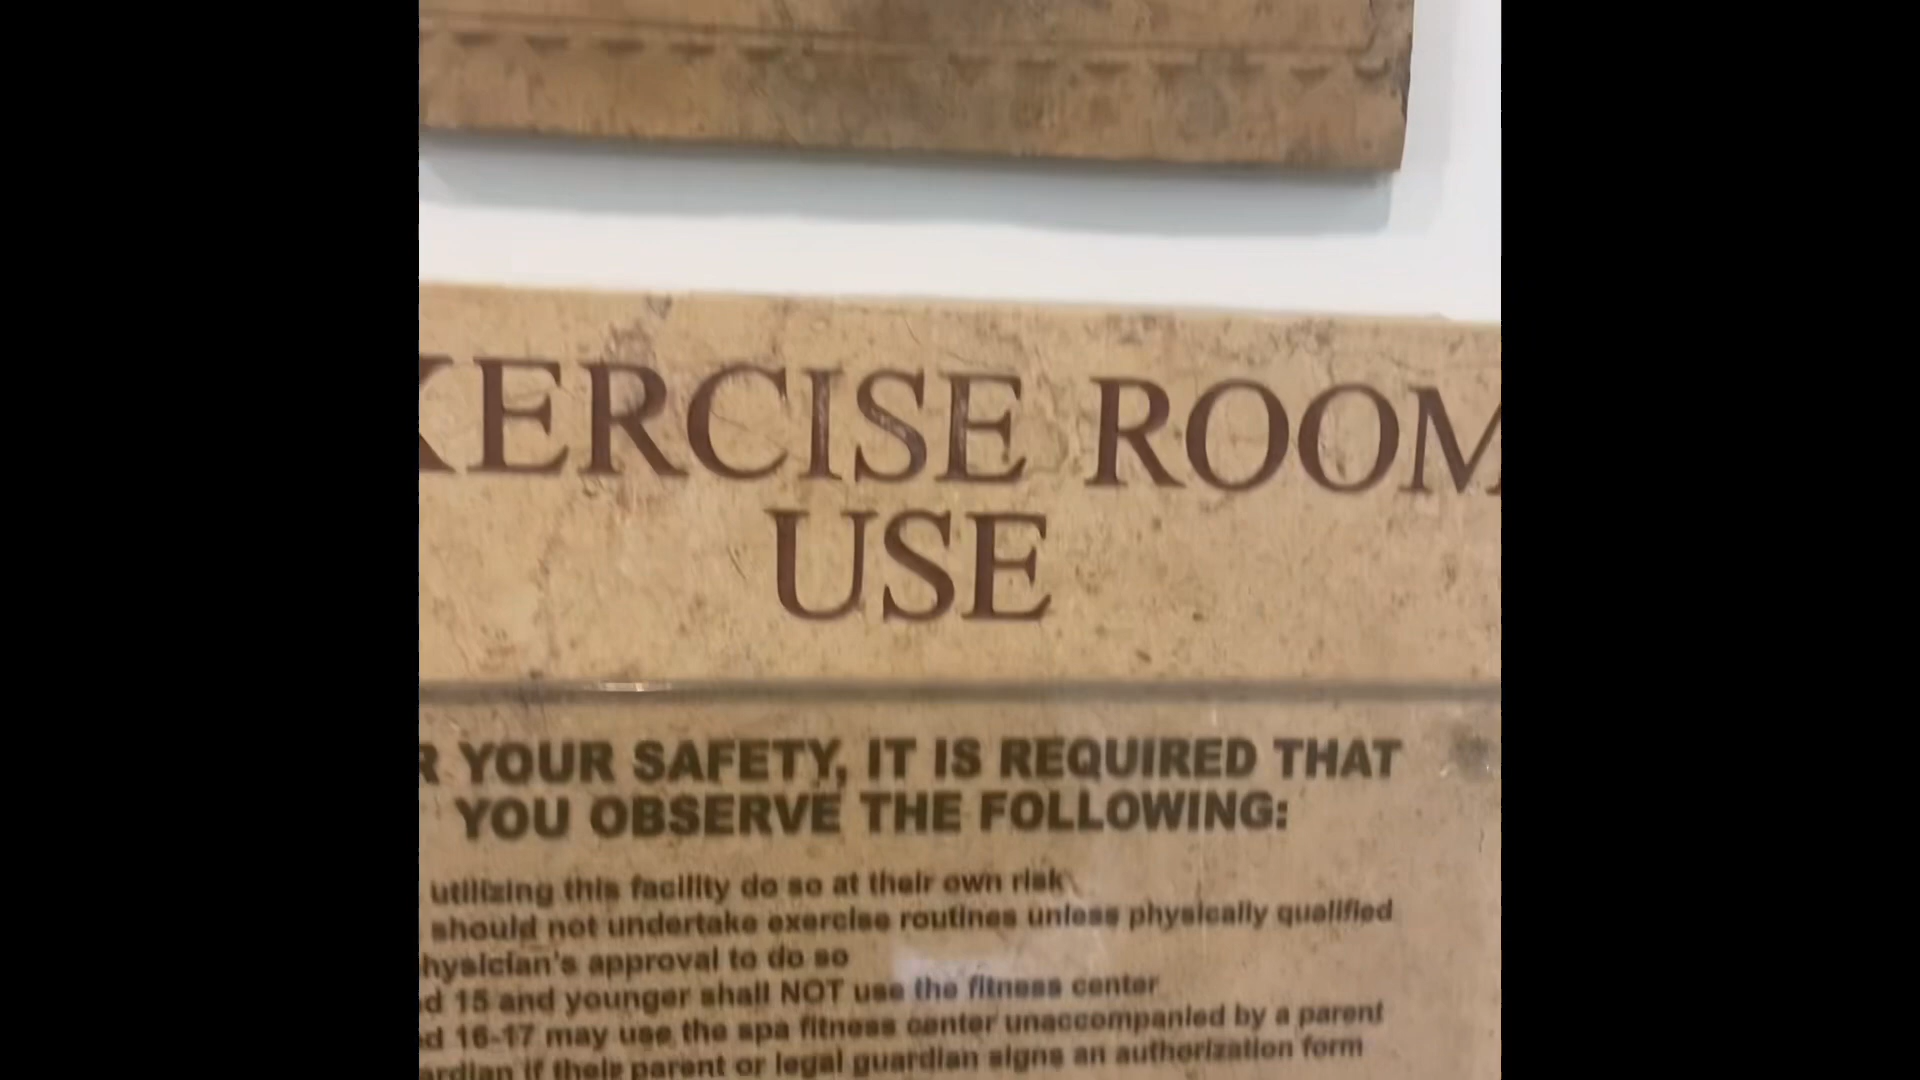 XERCISE ROOM
USE
R YOUR SAFETY, IT IS REQUIRED THAT
YOU OBSERVE THE FOLLOWING:
utilizing this facility do so at their own risk
should not undertake exercise routines unless physically qualified
hysician's approval to do so
d 15 and younger shall NOT use the fitness center
d 16-17 may use the spa fitness center unaccompanied by a parent
ardian if their parent or legal guardian signs an authorization form